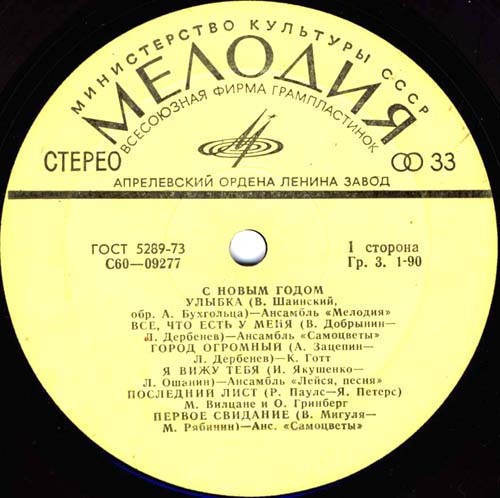 МИНИСТЕРСТВО КУЛЬТУРЫ СССР
МЕЛОДИЯ
ВСЕСОЮЗНАЯ ФИРМА ГРАМПЛАСТИНОК
СТЕРЕО
33
АПРЕЛЕВСКИЙ ОРДЕНА ЛЕНИНА ЗАВОД
ГОСТ 5289-73
С60—09277
1 сторона
Гр. 3. 1-90
С НОВЫМ ГОДОМ
УЛЫБКА (В. Шаинский,
обр. А. Бухгольца)—Ансамбль «Мелодия»
ВСЕ, ЧТО ЕСТЬ У МЕНЯ (В. Добрынин—
Л. Дербенев)—Ансамбль «Самоцветы»
ГОРОД ОГРОМНЫЙ (А. Зацепин—
Л. Дербенев)— К. Готт
Я ВИЖУ ТЕБЯ (И. Якушенко—
Л. Ошанин)—Ансамбль «Лейся, песня»
ПОСЛЕДНИЙ ЛИСТ (Р. Паулс—Я. Петерс)
М. Вилцане и О. Гринберг
ПЕРВОЕ СВИДАНИЕ (В. Мигуля—
М. Рябинин)—Анс. «Самоцветы»